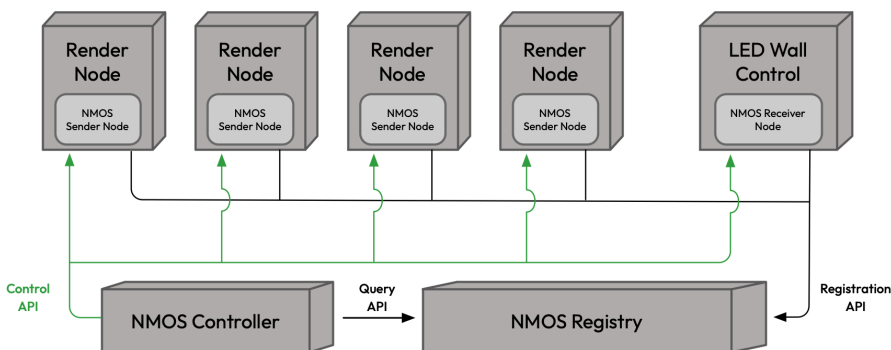 Render
Node
NMOS
Sender Node
Render
Node
NMOS
Sender Node
Render
Node
NMOS
Sender Node
Render
Node
NMOS
Sender Node
LED Wall
Control
NMOS Receiver
Node
Control
API
NMOS Controller
Query
API
NMOS Registry
Registration
API